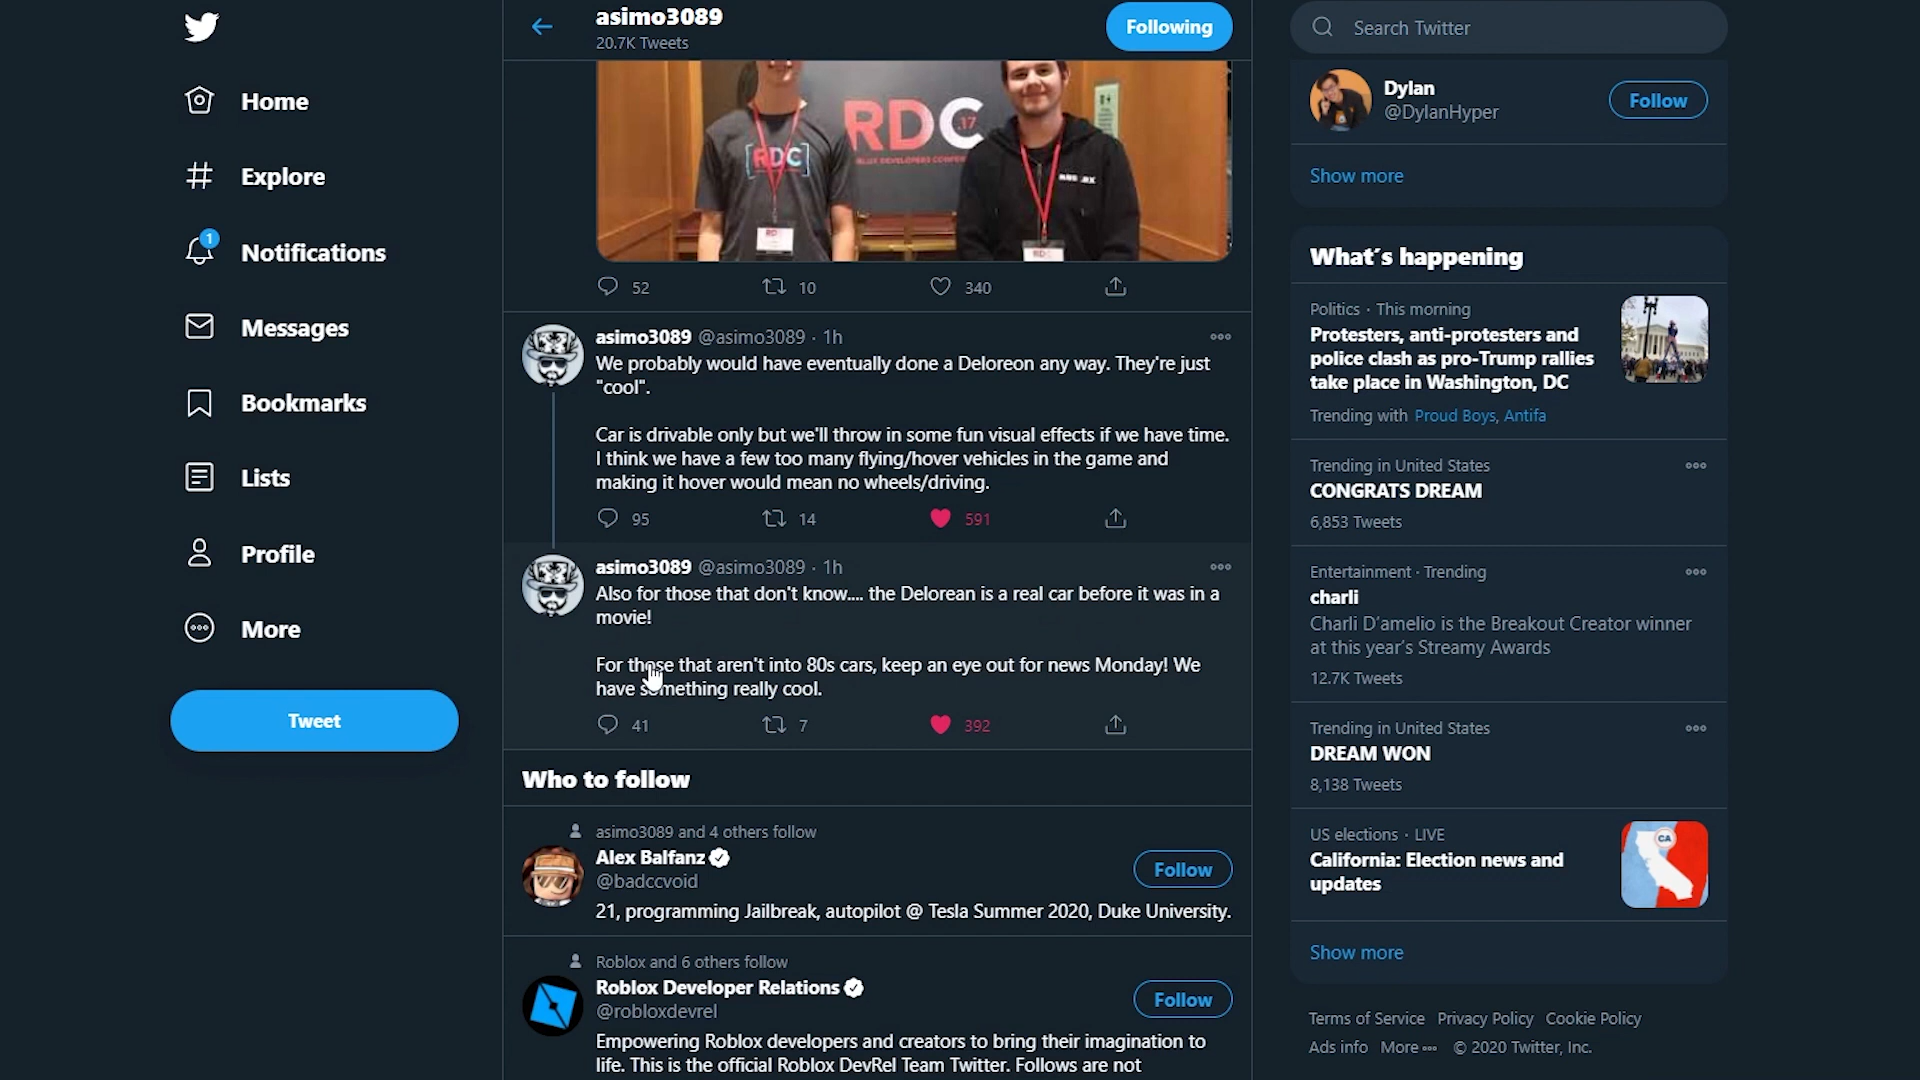 Home
Explore
1
Notifications
Messages
Bookmarks
Lists
Profile
More
Tweet
asimo3089
20.7K Tweets
Following
RDC
RDC
.17
RDC
52
10
340
asimo3089 @asimo3089 · 1h
We probably would have eventually done a Deloreon any way. They're just
"cool".
Car is drivable only but we'll throw in some fun visual effects if we have time.
I think we have a few too many flying/hover vehicles in the game and
making it hover would mean no wheels/driving.
95
14
591
asimo3089 @asimo3089 · 1h
Also for those that don't know.... the Delorean is a real car before it was in a
movie!
For those that aren't into 80s cars, keep an eye out for news Monday! We
have something really cool.
41
7
392
Who to follow
asimo3089 and 4 others follow
Alex Balfanz
@badccvoid
Follow
21, programming Jailbreak, autopilot @ Tesla Summer 2020, Duke University.
Roblox and 6 others follow
Roblox Developer Relations
@robloxdevrel
Follow
Empowering Roblox developers and creators to bring their imagination to
life. This is the official Roblox DevRel Team Twitter. Follows are not
Search Twitter
Dylan
@DylanHyper
Follow
Show more
What's happening
Politics · This morning
Protesters, anti-protesters and
police clash as pro-Trump rallies
take place in Washington, DC
Trending with Proud Boys, Antifa
Trending in United States
CONGRATS DREAM
6,853 Tweets
Entertainment · Trending
charli
Charli D'amelio is the Breakout Creator winner
at this year's Streamy Awards
12.7K Tweets
Trending in United States
DREAM WON
8,138 Tweets
US elections · LIVE
California: Election news and
updates
CA
Show more
Terms of Service Privacy Policy Cookie Policy
Ads info More © 2020 Twitter, Inc.